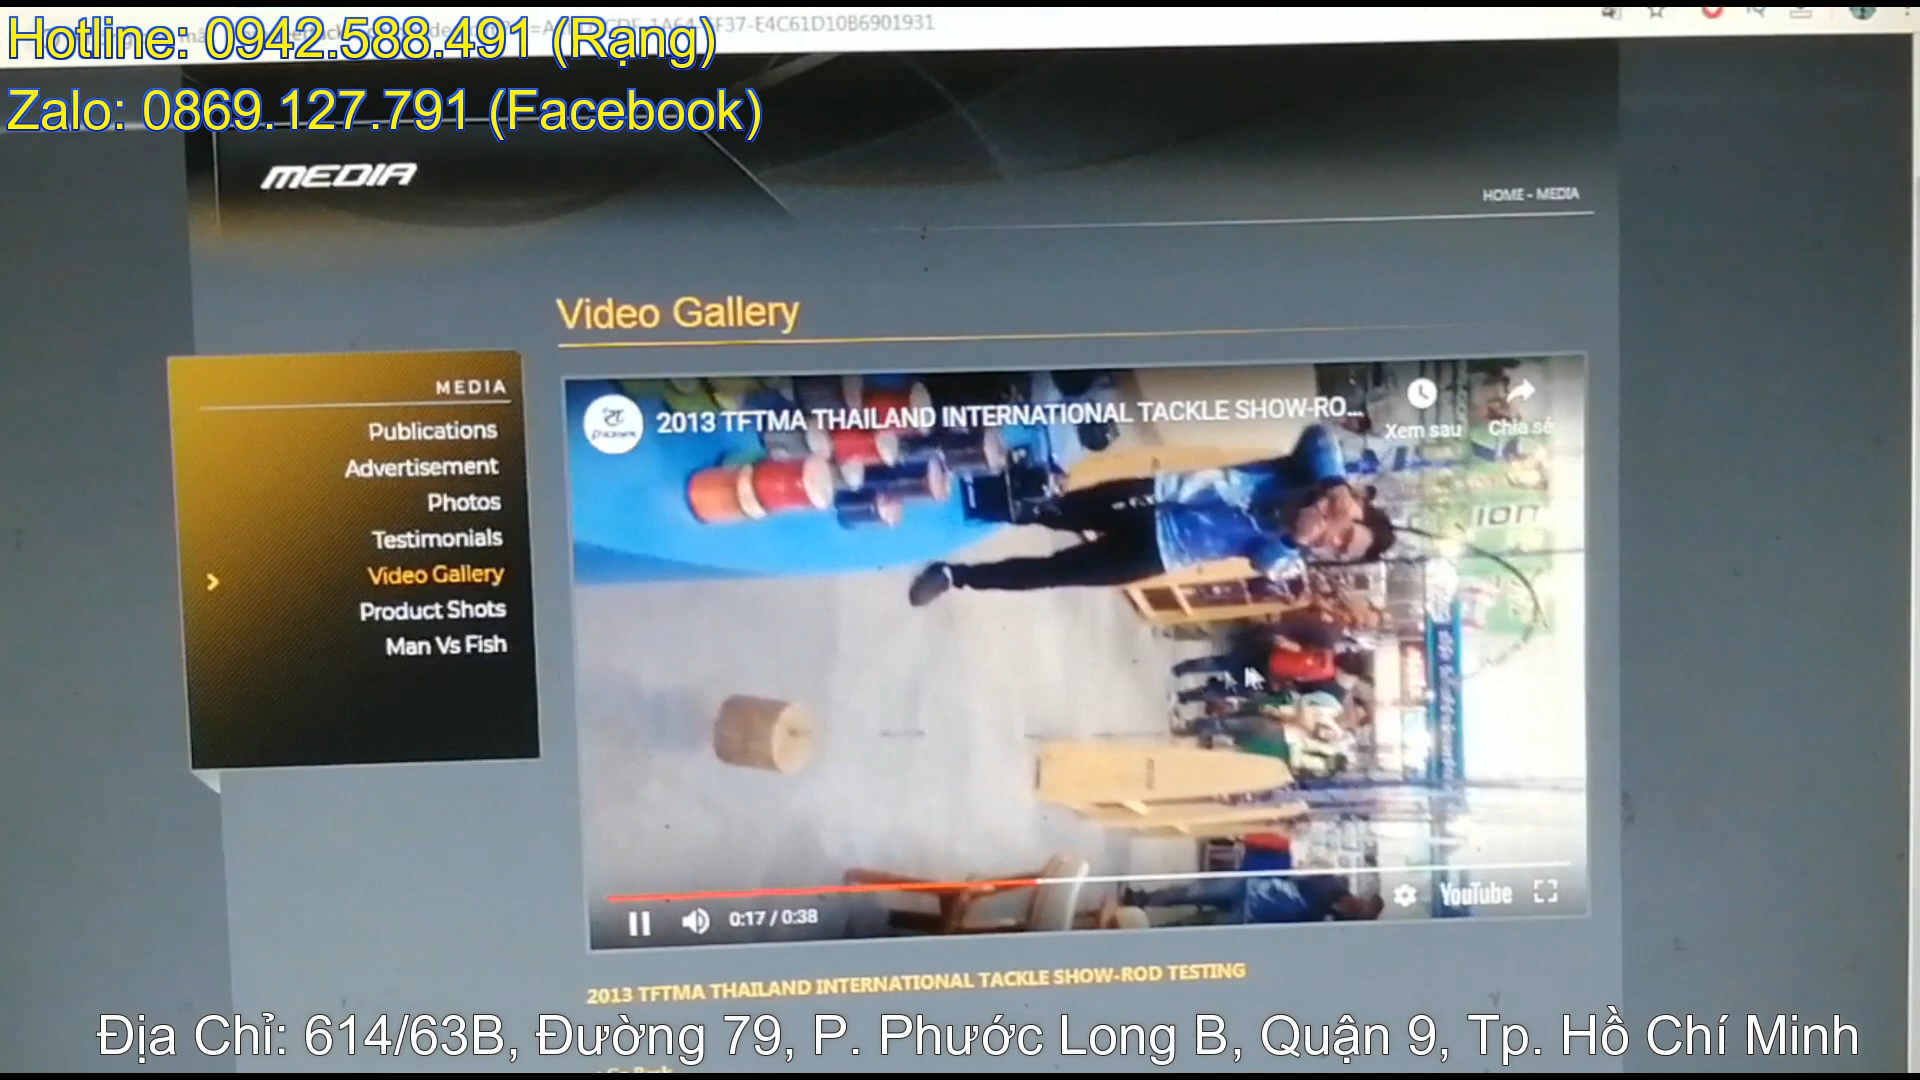 Hotline: 0942.588.491 (Rạng)
Zalo: 0869.127.791 (Facebook)
MEDIA
HOME - MEDIA
Video Gallery
MEDIA
Publications
Advertisement
Photos
Testimonials
Video Gallery
Product Shots
Man Vs Fish
2013 TFTMA THAILAND INTERNATIONAL TACKLE SHOW-RO...
Xem sau
Chia sẻ
ion
0:17 / 0:38
YouTube
2013 TFTMA THAILAND INTERNATIONAL TACKLE SHOW-ROD TESTING
Địa Chỉ: 614/63B, Đường 79, P. Phước Long B, Quận 9, Tp. Hồ Chí Minh